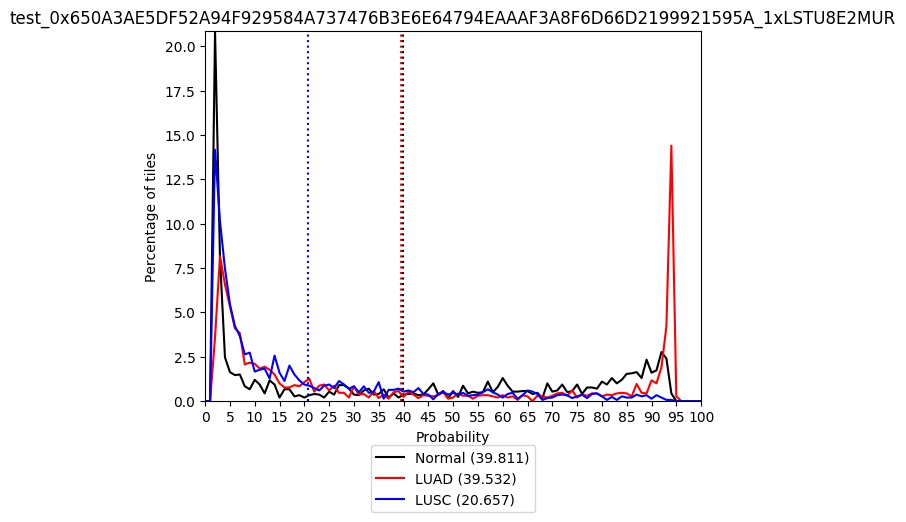 test_0x650A3AE5DF52A94F929584A737476B3E6E64794EAAAF3A8F6D66D2199921595A_1xLSTU8E2MUR
20.0
17.5
15.0
12.5
10.0
7.5
5.0
2.5
0.0
Percentage of tiles
0 5 10 15 20 25 30 35 40 45 50 55 60 65 70 75 80 85 90 95 100
Probability
Normal (39.811)
LUAD (39.532)
LUSC (20.657)